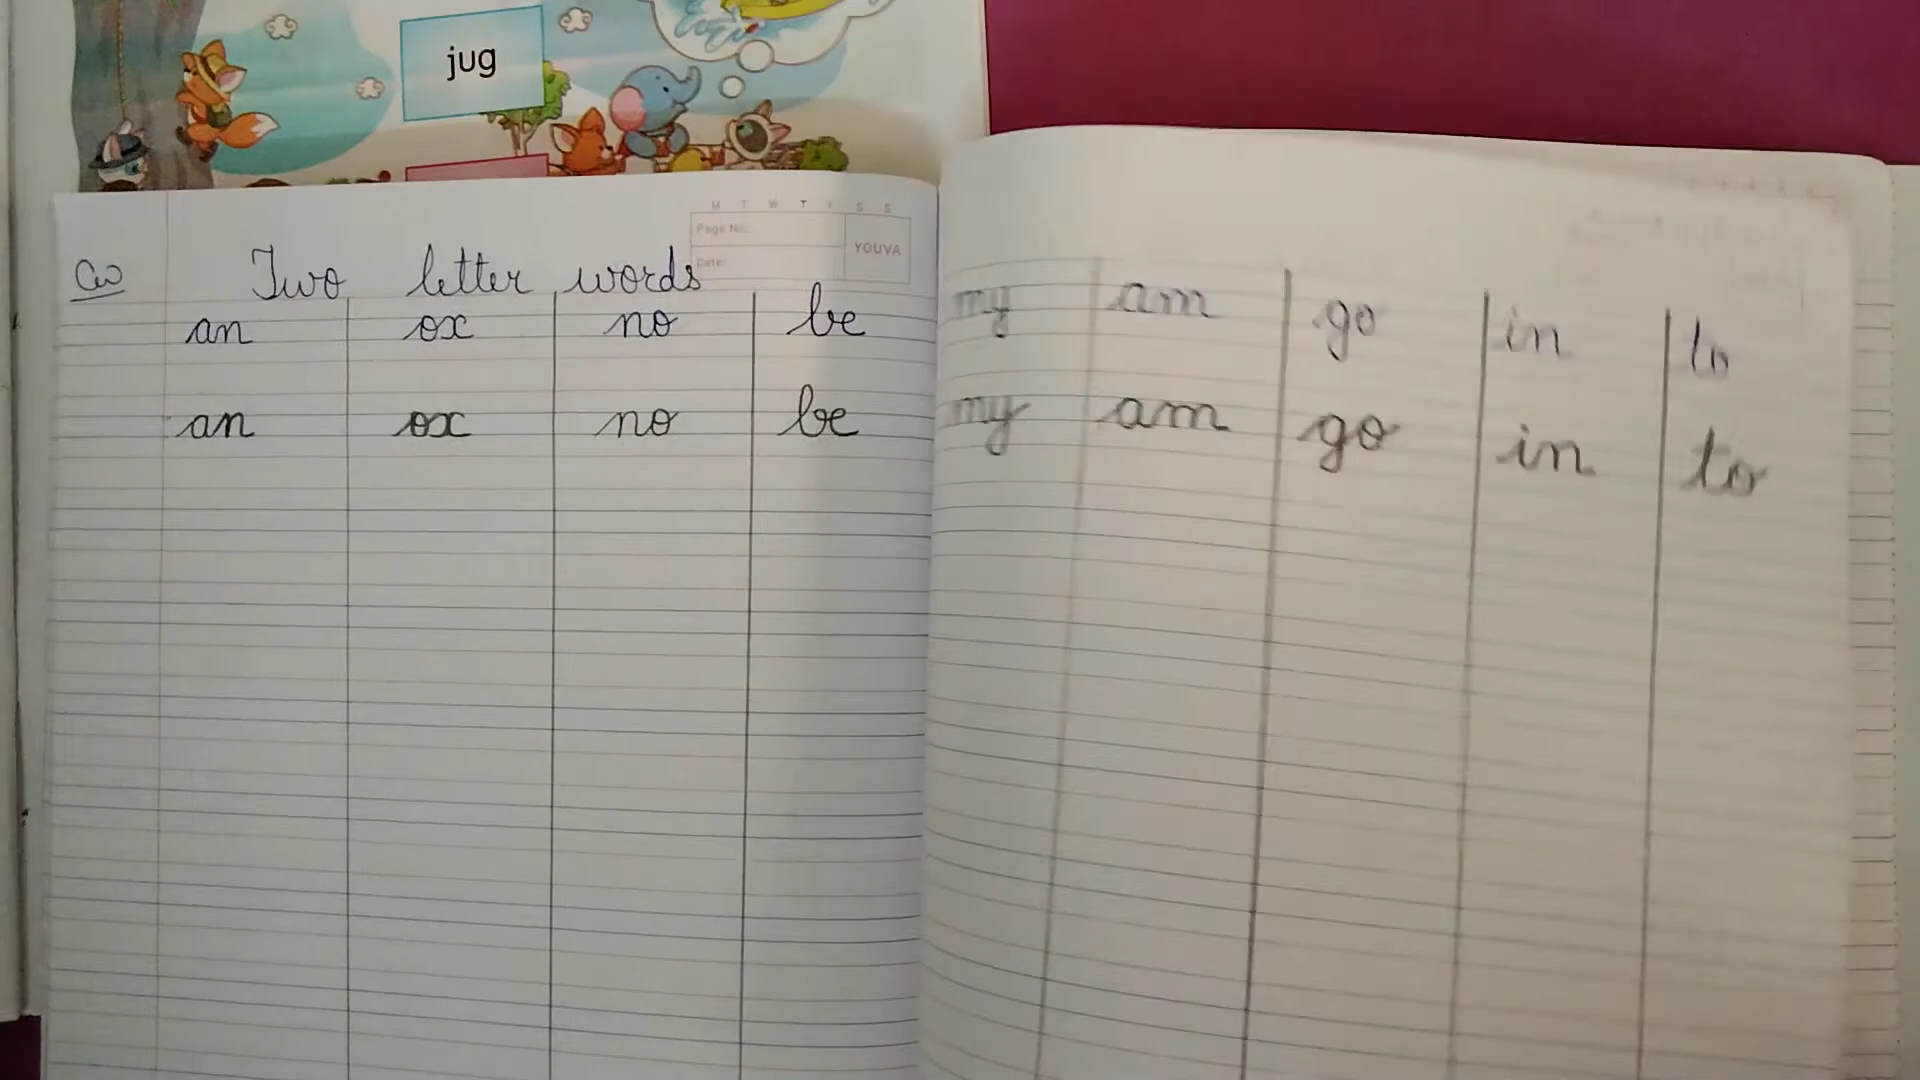 jug
M T W T F S S
Page No.:
YOUVA
Date:
CW Two letter words
an ox no be
an ox no be
my am go in to
my am go in to